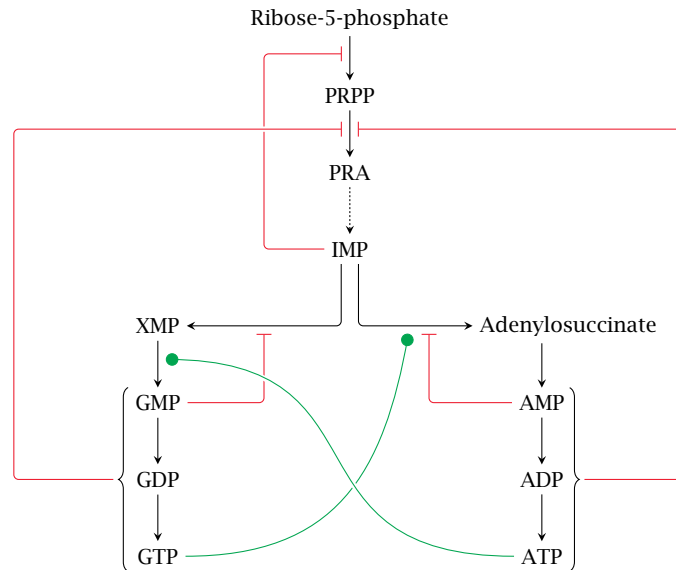 Ribose-5-phosphate
PRPP
PRA
IMP
XMP
Adenylosuccinate
GMP
AMP
GDP
ADP
GTP
ATP